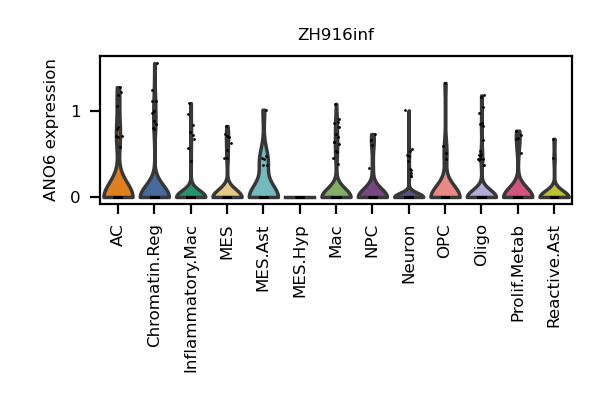 ZH916inf
ANO6 expression
1
0
AC
Chromatin.Reg
Inflammatory.Mac
MES
MES.Ast
MES.Hyp
Mac
NPC
Neuron
OPC
Oligo
Prolif.Metab
Reactive.Ast